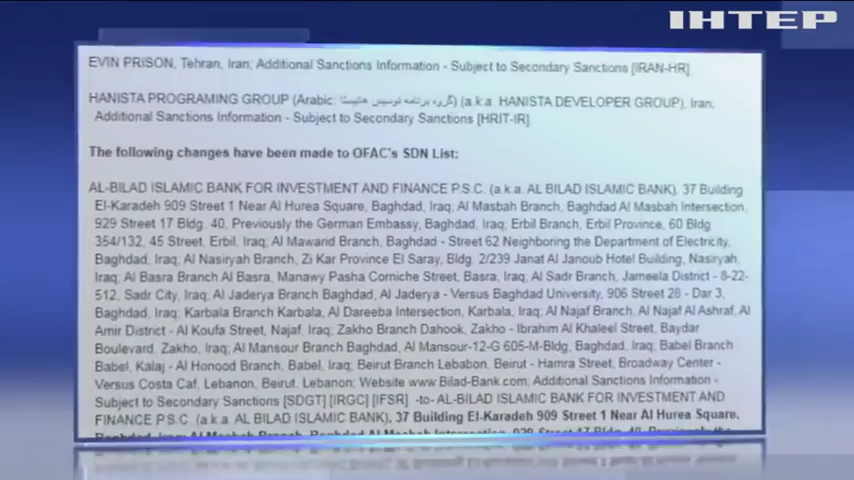 ІНТЕР
EVIN PRISON, Tehran, Iran; Additional Sanctions Information - Subject to Secondary Sanctions [IRAN-HR]
HANISTA PROGRAMING GROUP (Arabic: گروه برنامه نویسی هانیستا) (a.k.a. HANISTA DEVELOPER GROUP), Iran;
Additional Sanctions Information - Subject to Secondary Sanctions [HRIT-IR]
The following changes have been made to OFAC's SDN List:
AL-BILAD ISLAMIC BANK FOR INVESTMENT AND FINANCE P.S.C. (a.k.a. AL BILAD ISLAMIC BANK), 37 Building
El-Karadeh 909 Street 1 Near Al Hurea Square, Baghdad, Iraq; Al Masbah Branch, Baghdad Al Masbah Intersection,
929 Street 17 Bldg. 40, Previously the German Embassy, Baghdad, Iraq; Erbil Branch, Erbil Province, 60 Bldg
354/132, 45 Street, Erbil, Iraq; Al Mawarid Branch, Baghdad - Street 62 Neighboring the Department of Electricity,
Baghdad, Iraq; Al Nasiryah Branch, Zi Kar Province El Saray, Bldg. 2/239 Janat Al Janoub Hotel Building, Nasiryah,
Iraq; Al Basra Branch Al Basra, Manawy Pasha Corniche Street, Basra, Iraq; Al Sadr Branch, Jameela District - 8-22-
512, Sadr City, Iraq; Al Jaderya Branch Baghdad, Al Jaderya - Versus Baghdad University, 906 Street 28 - Dar 3,
Baghdad, Iraq; Karbala Branch Karbala, Al Dareeba Intersection, Karbala, Iraq; Al Najaf Branch, Al Najaf Al Ashraf, Al
Amir District - Al Koufa Street, Najaf, Iraq; Zakho Branch Dahook, Zakho - Ibrahim Al Khaleel Street, Baydar
Boulevard, Zakho, Iraq; Al Mansour Branch Baghdad, Al Mansour-12-G 605-M-Bldg, Baghdad, Iraq; Babel Branch
Babel, Kalaj - Al Honood Branch, Babel, Iraq; Beirut Branch Lebabon, Beirut - Hamra Street, Broadway Center -
Versus Costa Caf, Lebanon, Beirut, Lebanon; Website www.Bilad-Bank.com; Additional Sanctions Information -
Subject to Secondary Sanctions [SDGT] [IRGC] [IFSR] -to- AL-BILAD ISLAMIC BANK FOR INVESTMENT AND
FINANCE P.S.C. (a.k.a. AL BILAD ISLAMIC BANK), 37 Building El-Karadeh 909 Street 1 Near Al Hurea Square,